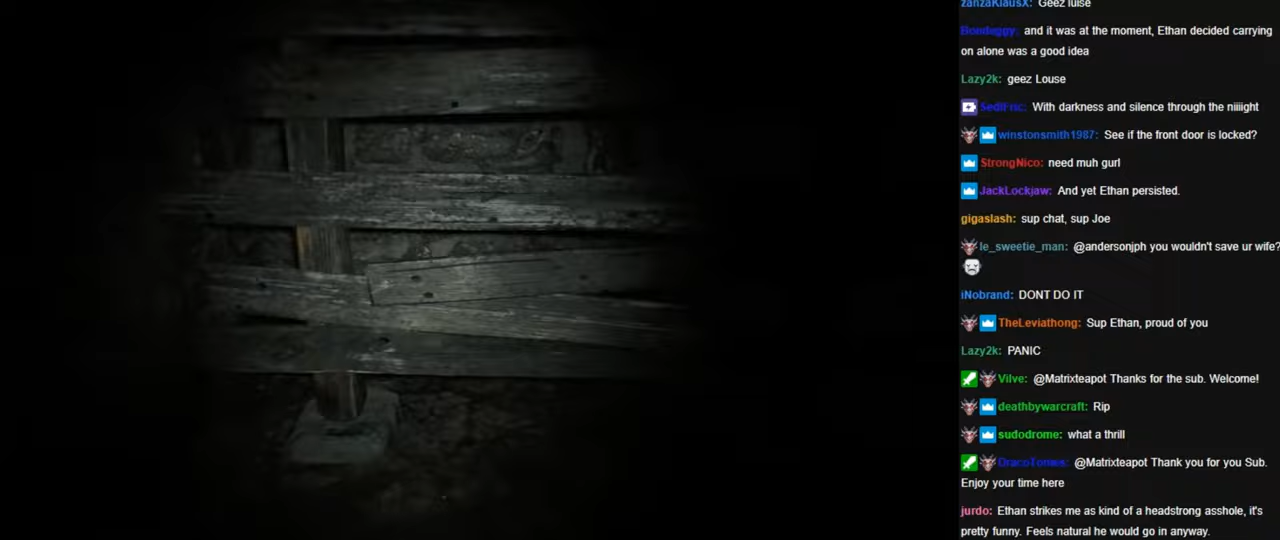 zanzaKlausX: Geez luise
Bondeggy: and it was at the moment, Ethan decided carrying
on alone was a good idea
Lazy2k: geez Louse
SedlFric: With darkness and silence through the niiiight
winstonsmith1987: See if the front door is locked?
StrongNico: need muh gurl
JackLockjaw: And yet Ethan persisted.
gigaslash: sup chat, sup Joe
le_sweetie_man: @andersonjph you wouldn't save ur wife?
iNobrand: DONT DO IT
TheLeviathong: Sup Ethan, proud of you
Lazy2k: PANIC
Vilve: @Matrixteapot Thanks for the sub. Welcome!
deathbywarcraft: Rip
sudodrome: what a thrill
DracoTorres: @Matrixteapot Thank you for you Sub.
Enjoy your time here
jurdo: Ethan strikes me as kind of a headstrong asshole, it's
pretty funny. Feels natural he would go in anyway.